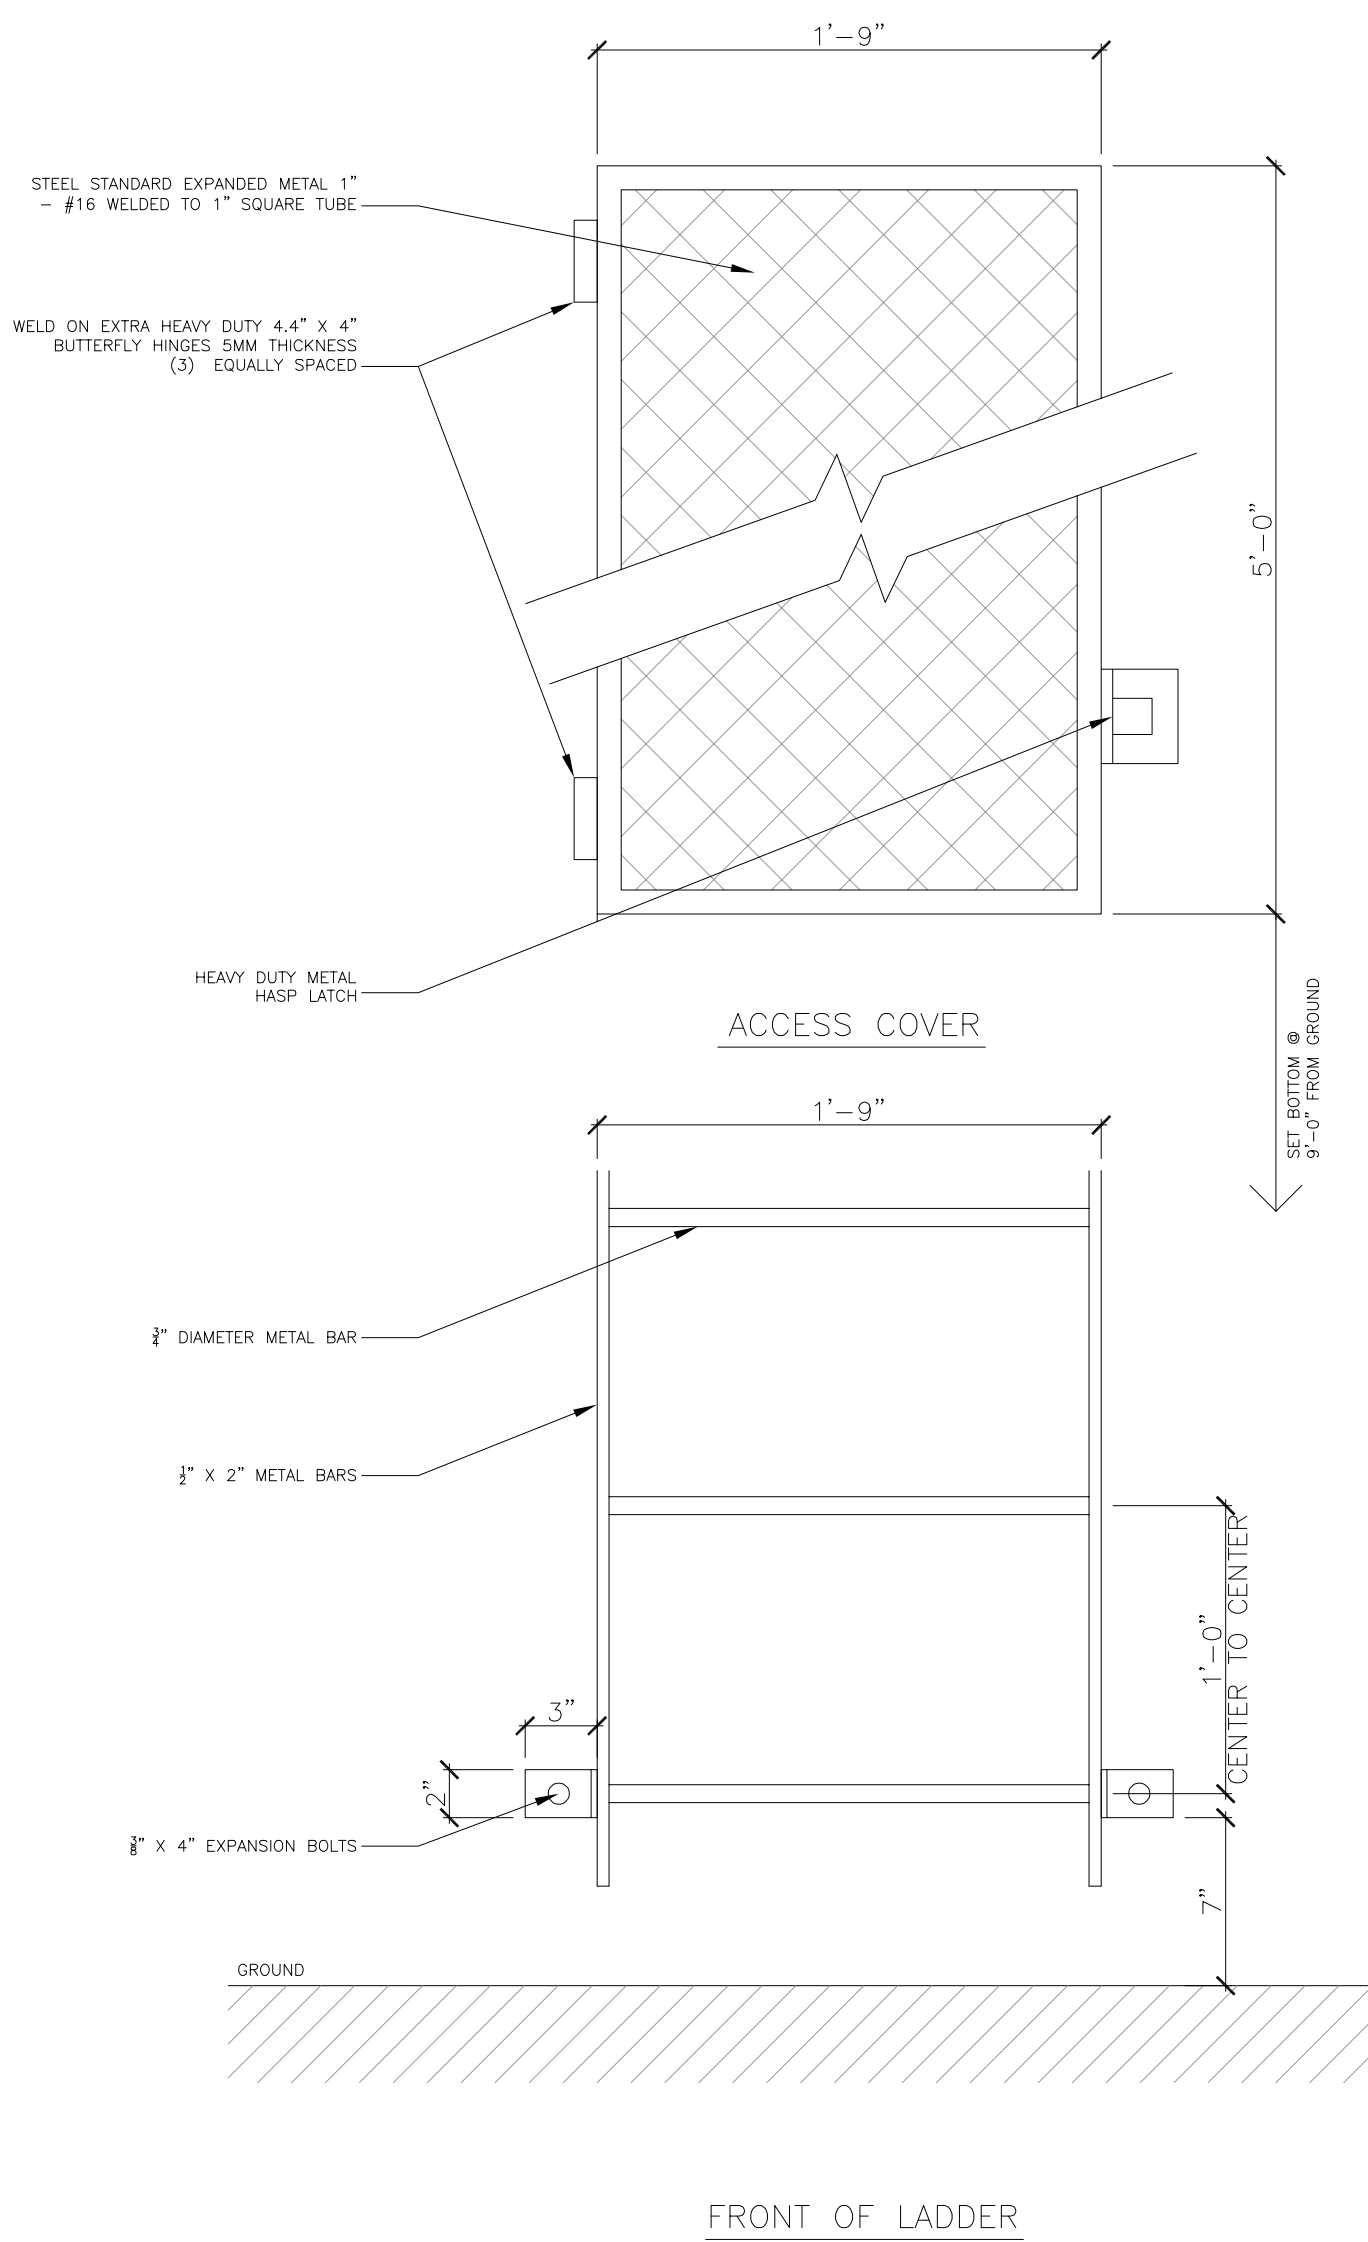 1'-9"
STEEL STANDARD EXPANDED METAL 1"
- #16 WELDED TO 1" SQUARE TUBE
WELD ON EXTRA HEAVY DUTY 4.4" X 4"
BUTTERFLY HINGES 5MM THICKNESS
(3) EQUALLY SPACED
5'-0"
HEAVY DUTY METAL
HASP LATCH
ACCESS COVER
SET BOTTOM @
9'-0" FROM GROUND
1'-9"
3/4" DIAMETER METAL BAR
1/2" X 2" METAL BARS
1'-0"
CENTER TO CENTER
3"
2"
3/8" X 4" EXPANSION BOLTS
7"
GROUND
FRONT OF LADDER